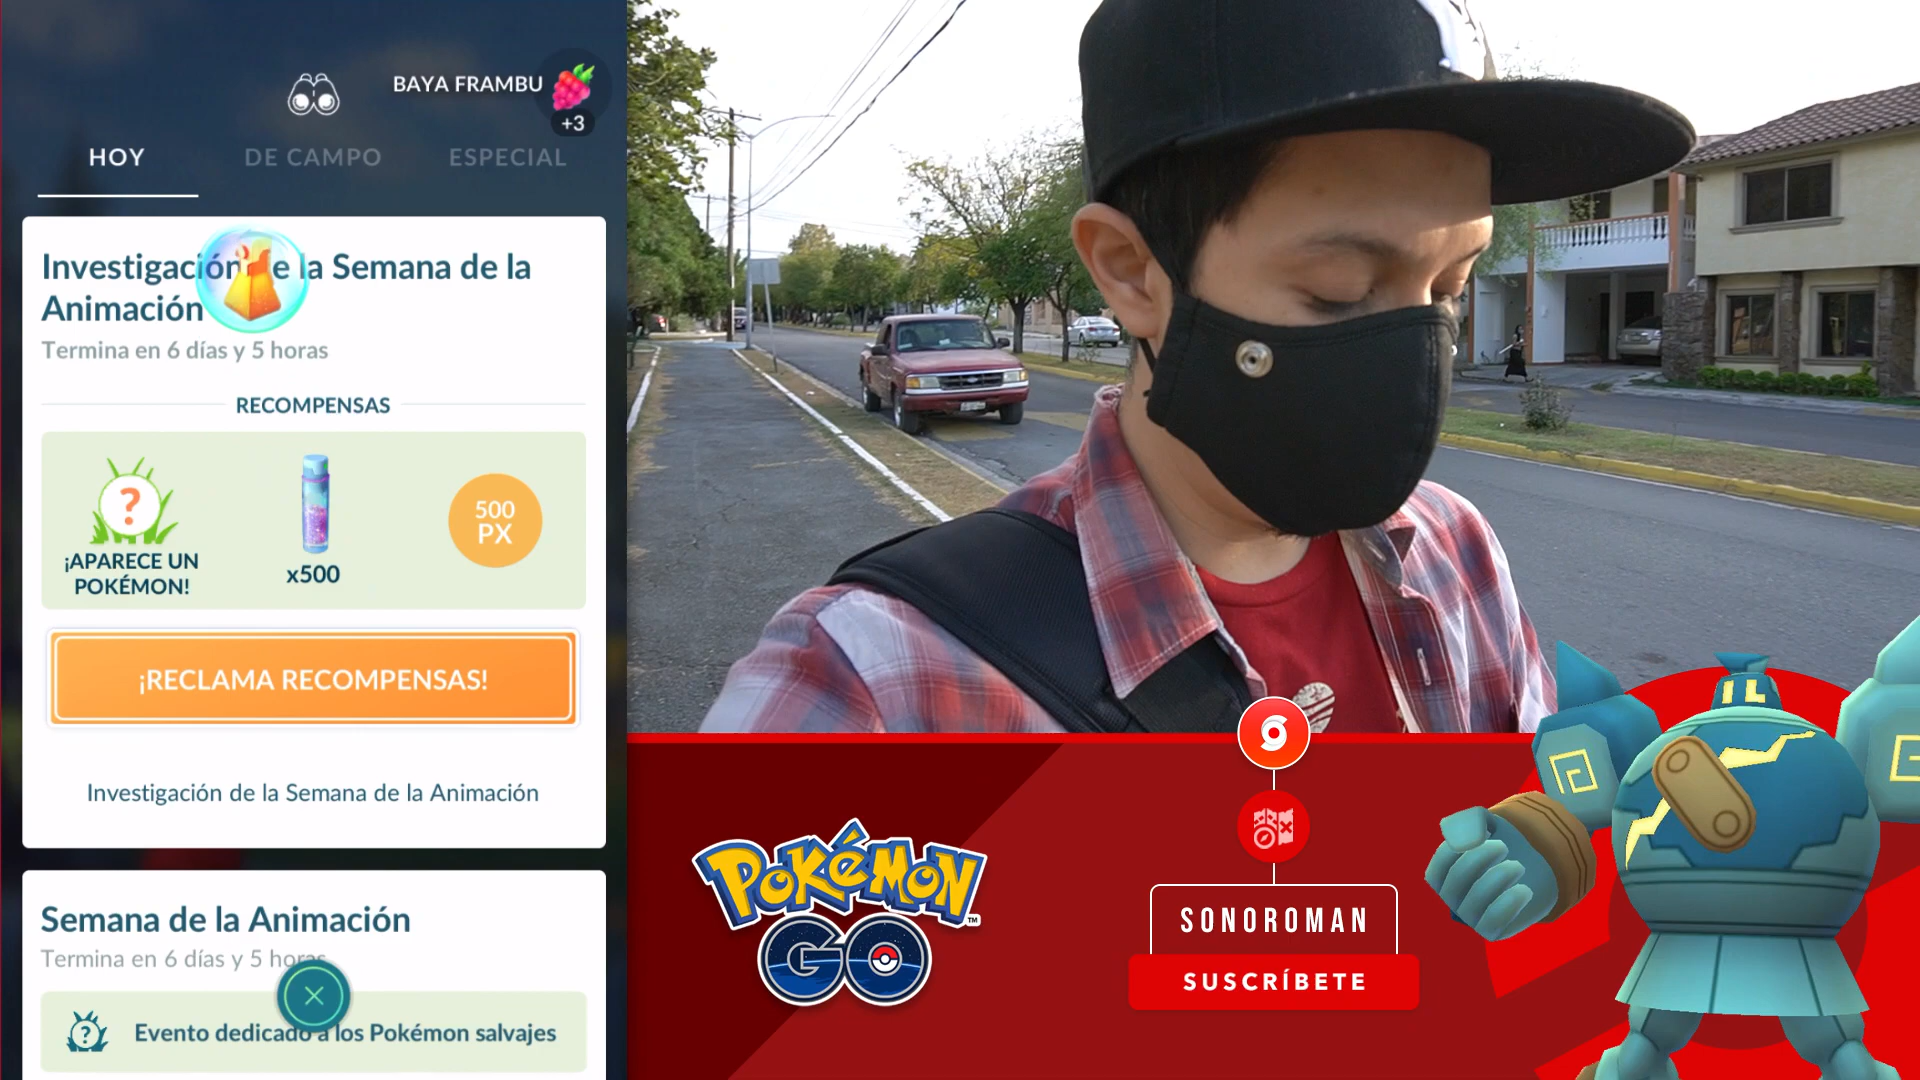 BAYA FRAMBU
+3
HOY
DE CAMPO
ESPECIAL
Investigación de la Semana de la
Animación
Termina en 6 días y 5 horas
RECOMPENSAS
¡APARECE UN
POKÉMON!
x500
500
PX
¡RECLAMA RECOMPENSAS!
Investigación de la Semana de la Animación
Semana de la Animación
Termina en 6 días y 5 horas
Evento dedicado a los Pokémon salvajes
POKÉMON
TM
GO
SONOROMAN
SUSCRÍBETE